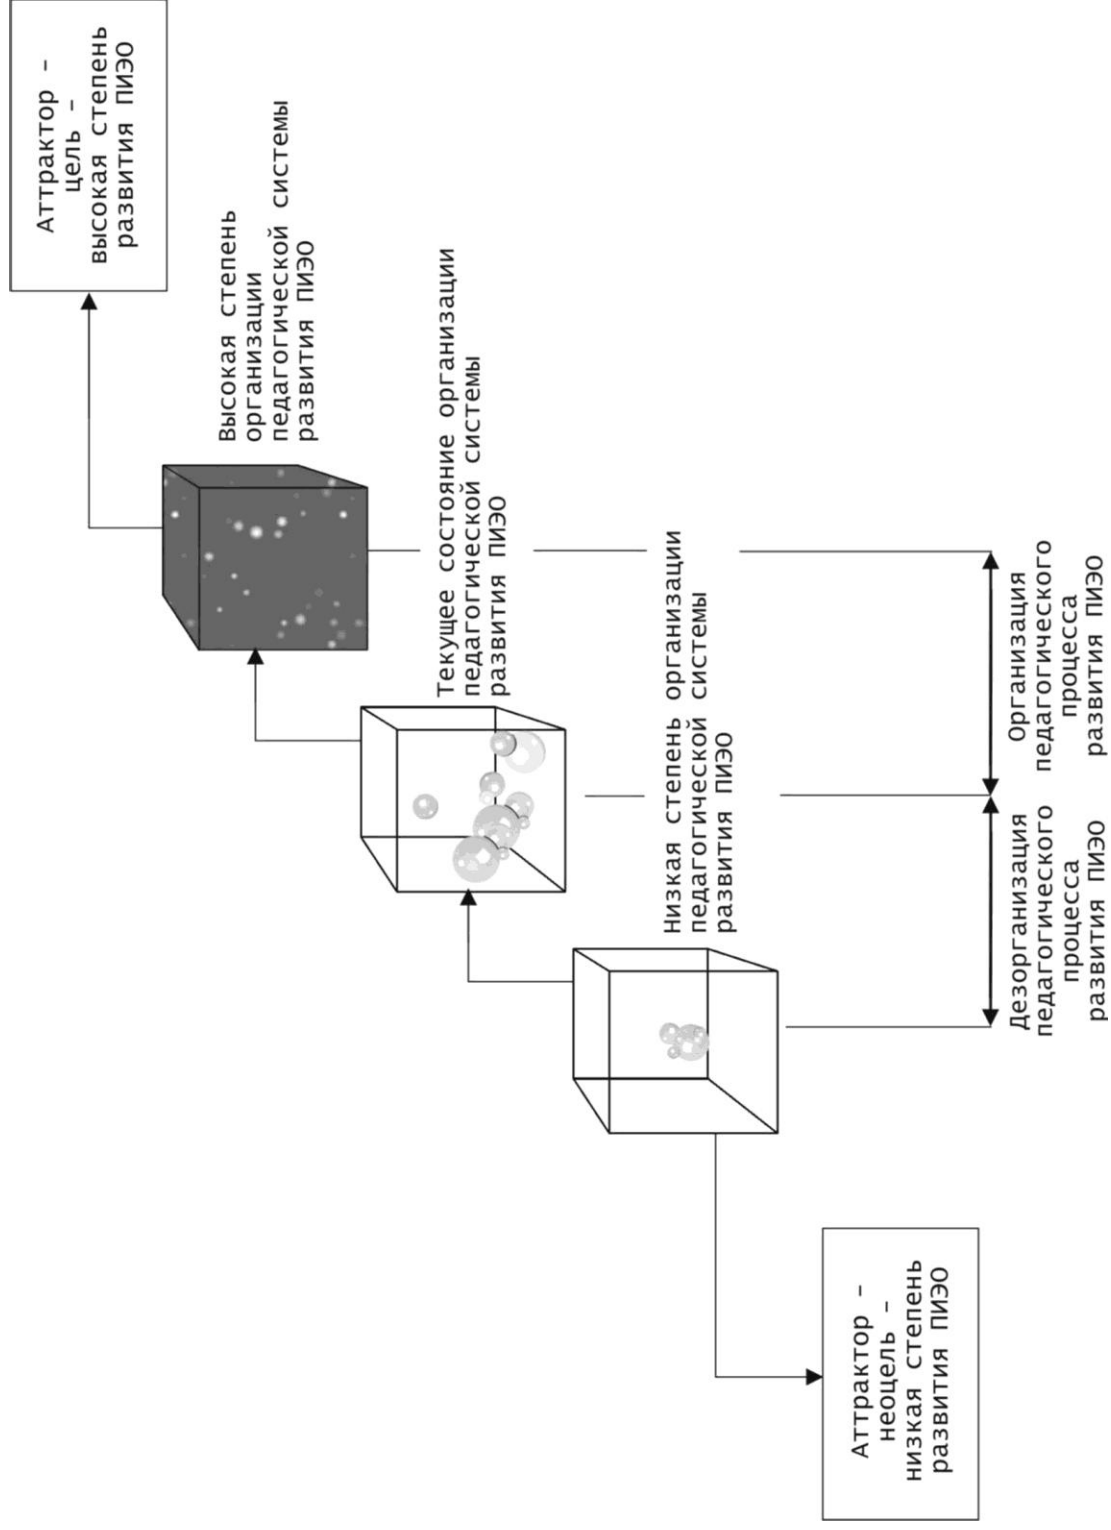 Аттрактор –
цель –
высокая степень
развития ПИЭО
Высокая степень
организации
педагогической системы
развития ПИЭО
Текущее состояние организации
педагогической системы
развития ПИЭО
Низкая степень организации
педагогической системы
развития ПИЭО
Аттрактор –
неоцель –
низкая степень
развития ПИЭО
Дезорганизация
педагогического
процесса
развития ПИЭО
Организация
педагогического
процесса
развития ПИЭО